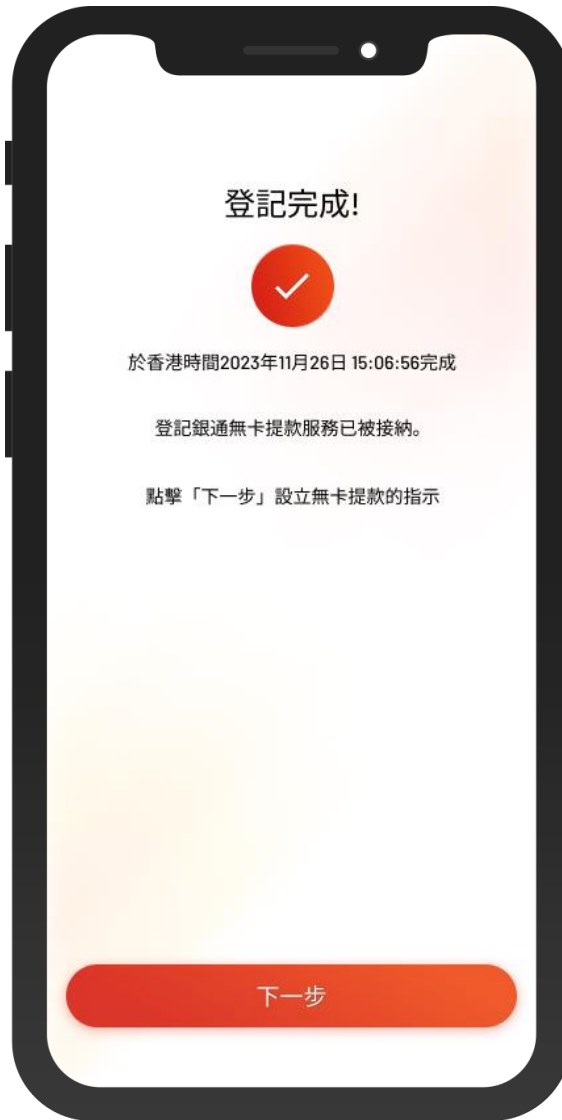 登記完成!
於香港時間2023年11月26日 15:06:56完成
登記銀通無卡提款服務已被接納。
點擊「下一步」設立無卡提款的指示
下一步